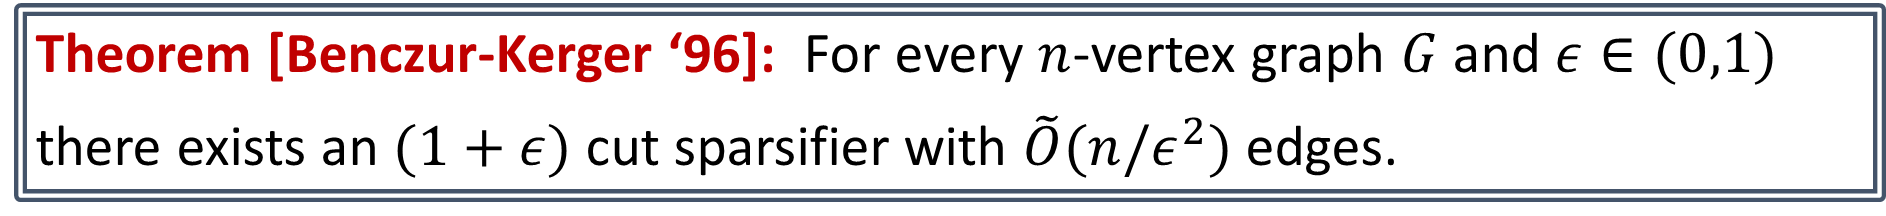 Theorem [Benczur-Kerger ‘96]: For every n-vertex graph G and ϵ ∈ (0,1)
there exists an (1 + ϵ) cut sparsifier with Õ(n/ϵ²) edges.